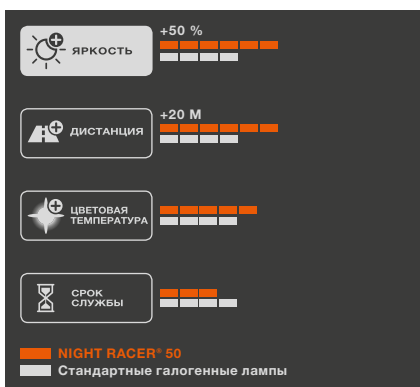 +50 %
ЯРКОСТЬ
+20 М
ДИСТАНЦИЯ
ЦВЕТОВАЯ
ТЕМПЕРАТУРА
СРОК
СЛУЖБЫ
NIGHT RACER® 50
Стандартные галогенные лампы